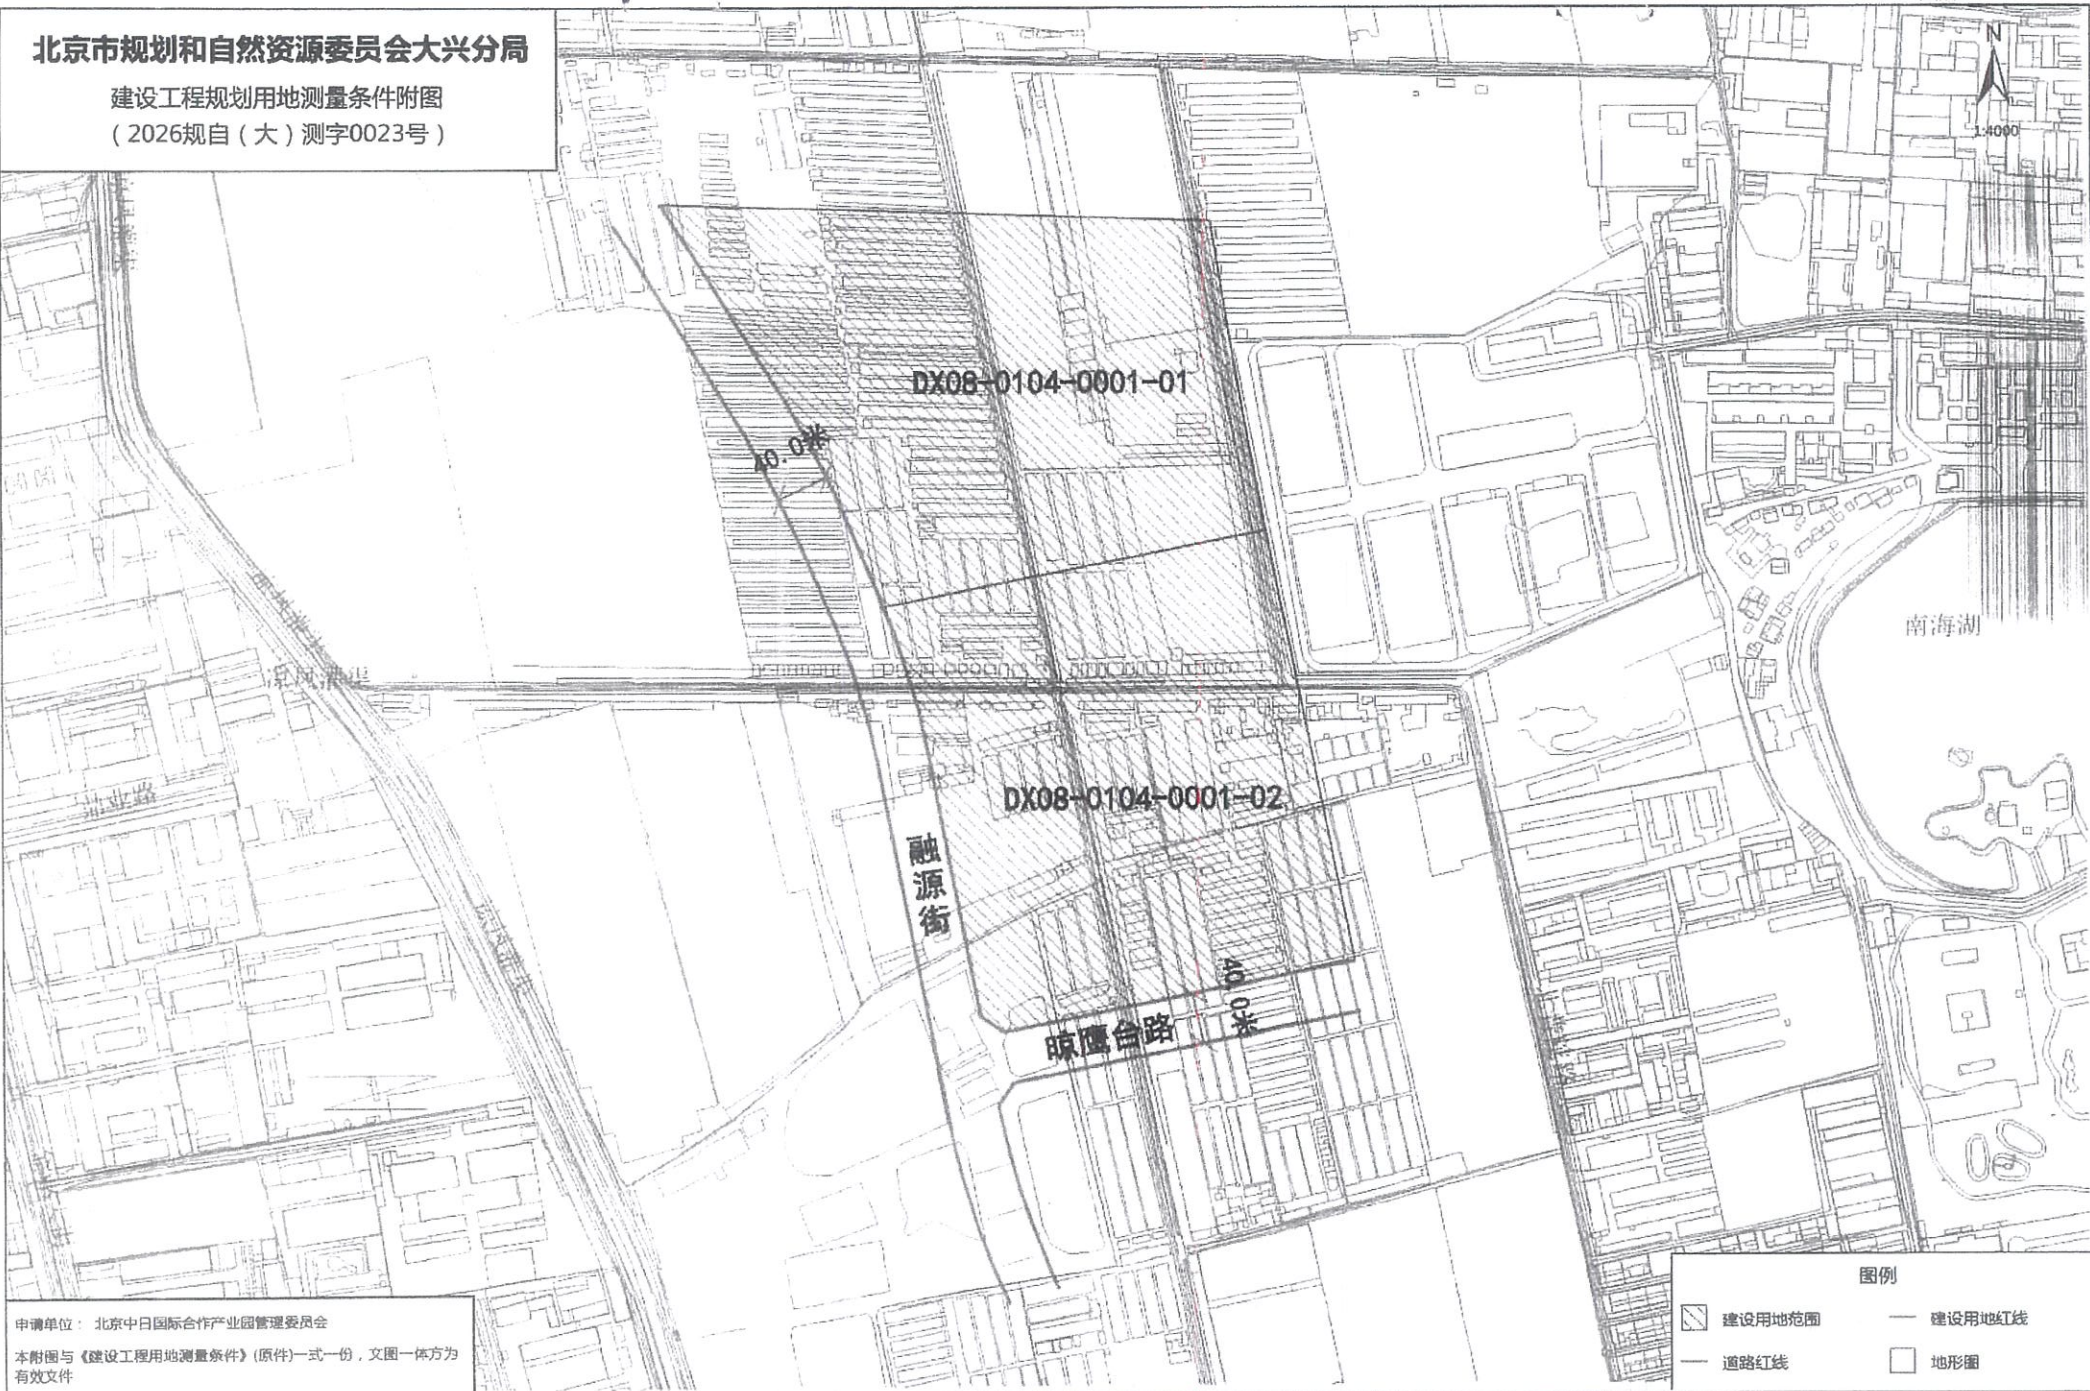 北京市规划和自然资源委员会大兴分局
建设工程规划用地测量条件附图
（2026规自（大）测字0023号）
N
1:4000
DX08-0104-0001-01
40.0米
南海湖
DX08-0104-0001-02
融源街
40.0米
晾鹰台路
图例
建设用地范围
建设用地红线
道路红线
地形图
申请单位： 北京中日国际合作产业园管理委员会
本附图与《建设工程用地测量条件》(原件)一式一份，文图一体方为
有效文件